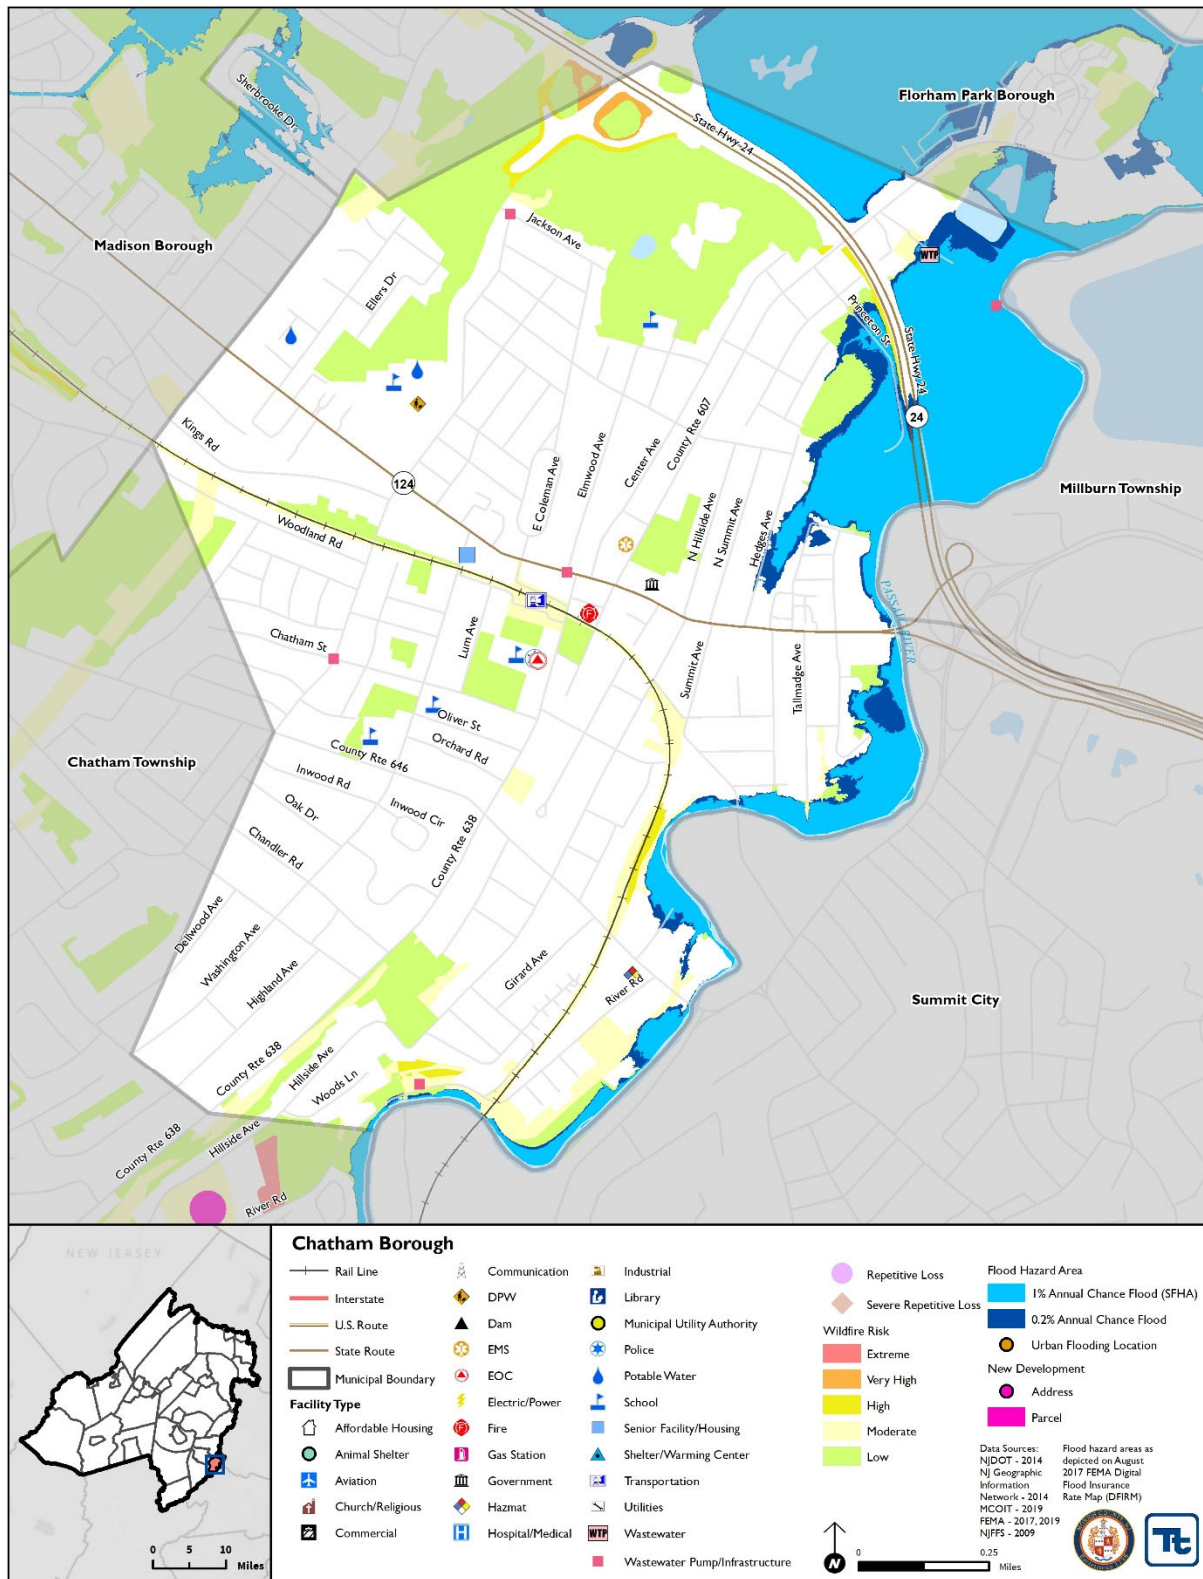 Sherbrooke Dr
State Hwy 24
Florham Park Borough
Madison Borough
Jackson Ave
WTP
Ellers Dr
Princeton St
State Hwy 24
24
Kings Rd
County Rte 607
Center Ave
Elmwood Ave
E Coleman Ave
124
Millburn Township
Woodland Rd
N Hillside Ave
N Summit Ave
Hedges Ave
PASSAIC RIVER
Chatham St
Lum Ave
Summit Ave
Tallmadge Ave
Oliver St
Orchard Rd
County Rte 646
Chatham Township
Inwood Rd
Oak Dr
Inwood Cir
County Rte 638
Chandler Rd
Dellwood Ave
Washington Ave
Highland Ave
Girard Ave
River Rd
Summit City
County Rte 638
Hillside Ave
Woods Ln
County Rte 638
Hillside Ave
River Rd
NEW JERSEY
0 5 10
Miles
Chatham Borough
Rail Line
Interstate
U.S. Route
State Route
Municipal Boundary
Facility Type
Affordable Housing
Animal Shelter
Aviation
Church/Religious
Commercial
Communication
DPW
Dam
EMS
EOC
Electric/Power
Fire
Gas Station
Government
Hazmat
Hospital/Medical
Industrial
Library
Municipal Utility Authority
Police
Potable Water
School
Senior Facility/Housing
Shelter/Warming Center
Transportation
Utilities
WTP Wastewater
Wastewater Pump/Infrastructure
Repetitive Loss
Severe Repetitive Loss
Wildfire Risk
Extreme
Very High
High
Moderate
Low
Flood Hazard Area
1% Annual Chance Flood (SFHA)
0.2% Annual Chance Flood
Urban Flooding Location
New Development
Address
Parcel
Data Sources:
NJDOT - 2014
NJ Geographic
Information
Network - 2014
MCOIT - 2019
FEMA - 2017, 2019
NJFFS - 2009
Flood hazard areas as
depicted on August
2017 FEMA Digital
Flood Insurance
Rate Map (DFIRM)
N
0 0.25
Miles
Tt